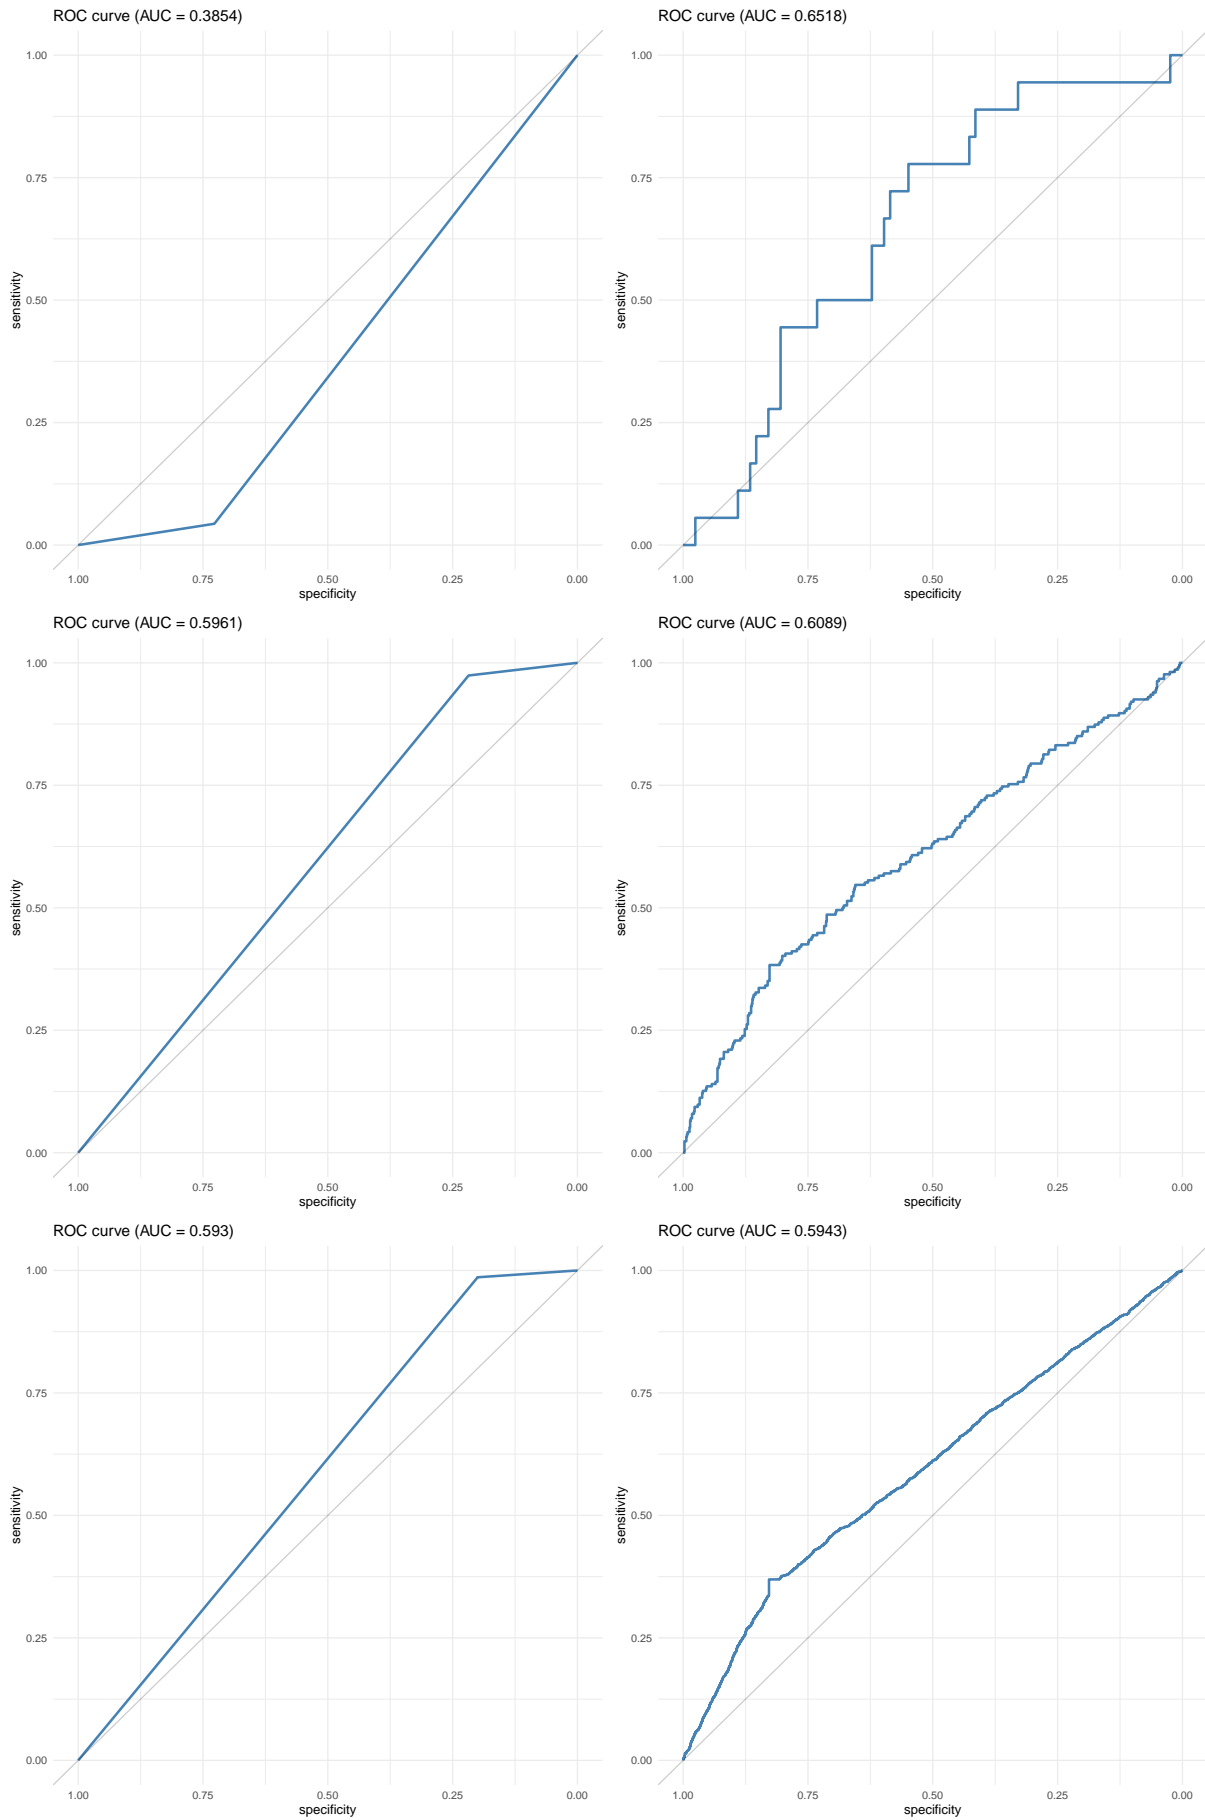 ROC curve (AUC = 0.3854)
1.00
0.75
0.50
0.25
0.00
sensitivity
1.00 0.75 0.50 0.25 0.00
specificity
ROC curve (AUC = 0.6518)
1.00
0.75
0.50
0.25
0.00
sensitivity
1.00 0.75 0.50 0.25 0.00
specificity
ROC curve (AUC = 0.5961)
1.00
0.75
0.50
0.25
0.00
sensitivity
1.00 0.75 0.50 0.25 0.00
specificity
ROC curve (AUC = 0.6089)
1.00
0.75
0.50
0.25
0.00
sensitivity
1.00 0.75 0.50 0.25 0.00
specificity
ROC curve (AUC = 0.593)
1.00
0.75
0.50
0.25
0.00
sensitivity
1.00 0.75 0.50 0.25 0.00
specificity
ROC curve (AUC = 0.5943)
1.00
0.75
0.50
0.25
0.00
sensitivity
1.00 0.75 0.50 0.25 0.00
specificity